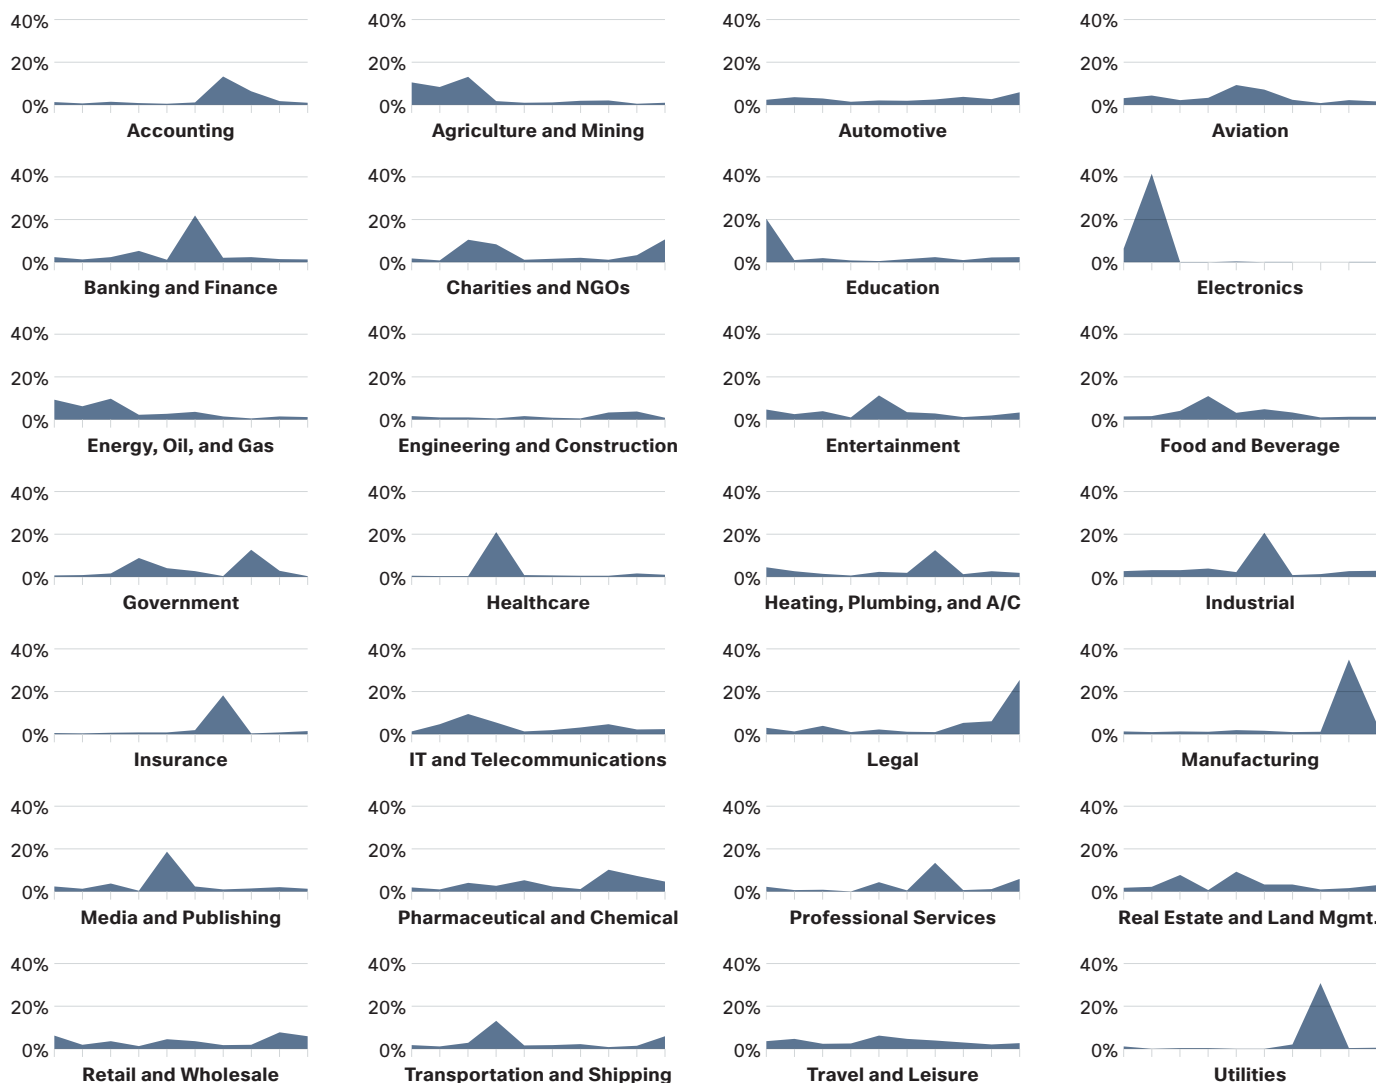 40% 40% 40% 40%
20% 20% 20% 20%
0% 0% 0% 0%
Accounting Agriculture and Mining Automotive Aviation
40% 40% 40% 40%
20% 20% 20% 20%
0% 0% 0% 0%
Banking and Finance Charities and NGOs Education Electronics
40% 40% 40% 40%
20% 20% 20% 20%
0% 0% 0% 0%
Energy, Oil, and Gas Engineering and Construction Entertainment Food and Beverage
40% 40% 40% 40%
20% 20% 20% 20%
0% 0% 0% 0%
Government Healthcare Heating, Plumbing, and A/C Industrial
40% 40% 40% 40%
20% 20% 20% 20%
0% 0% 0% 0%
Insurance IT and Telecommunications Legal Manufacturing
40% 40% 40% 40%
20% 20% 20% 20%
0% 0% 0% 0%
Media and Publishing Pharmaceutical and Chemical Professional Services Real Estate and Land Mgmt.
40% 40% 40% 40%
20% 20% 20% 20%
0% 0% 0% 0%
Retail and Wholesale Transportation and Shipping Travel and Leisure Utilities